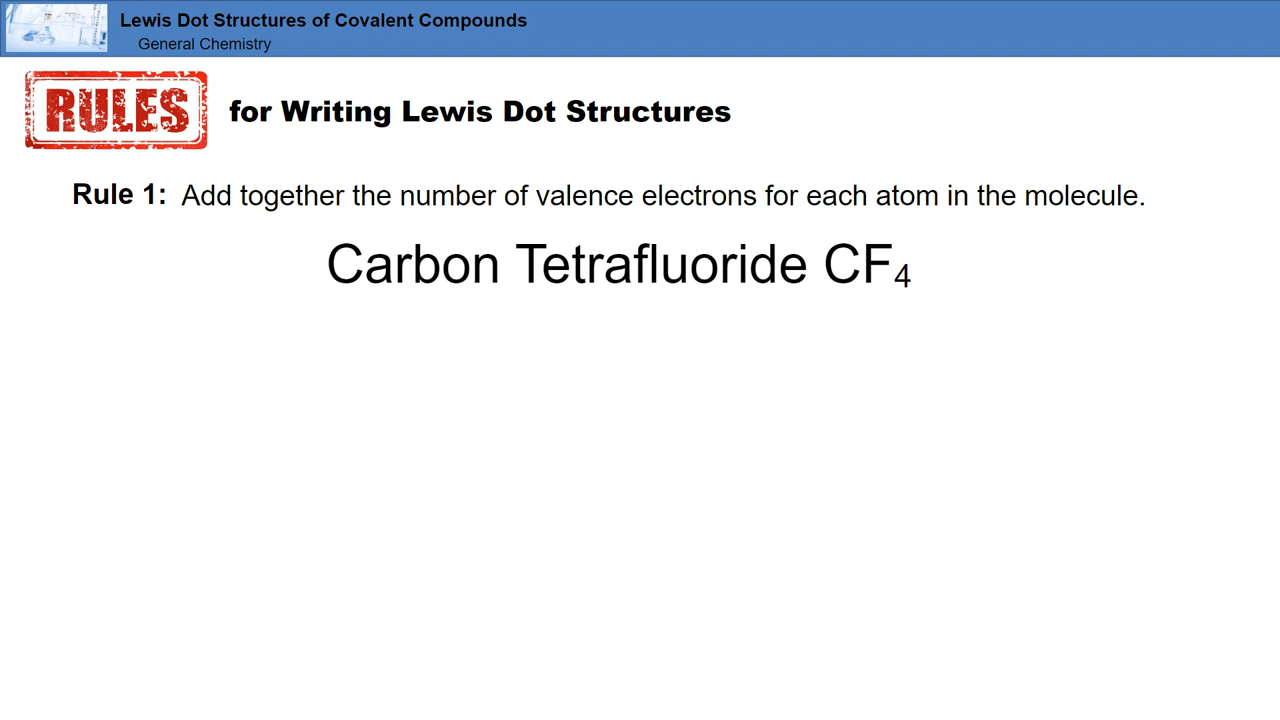 Lewis Dot Structures of Covalent Compounds
General Chemistry
RULES for Writing Lewis Dot Structures
Rule 1: Add together the number of valence electrons for each atom in the molecule.
Carbon Tetrafluoride CF₄